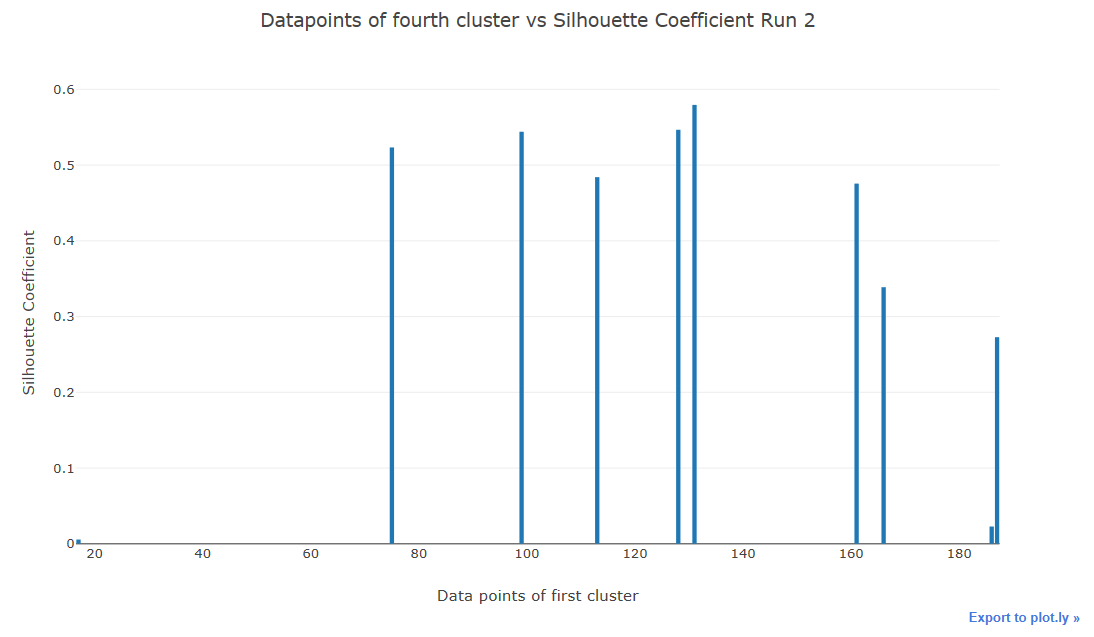 Datapoints of fourth cluster vs Silhouette Coefficient Run 2
Silhouette Coefficient
0.6
0.5
0.4
0.3
0.2
0.1
0
20 40 60 80 100 120 140 160 180
Data points of first cluster
Export to plot.ly »